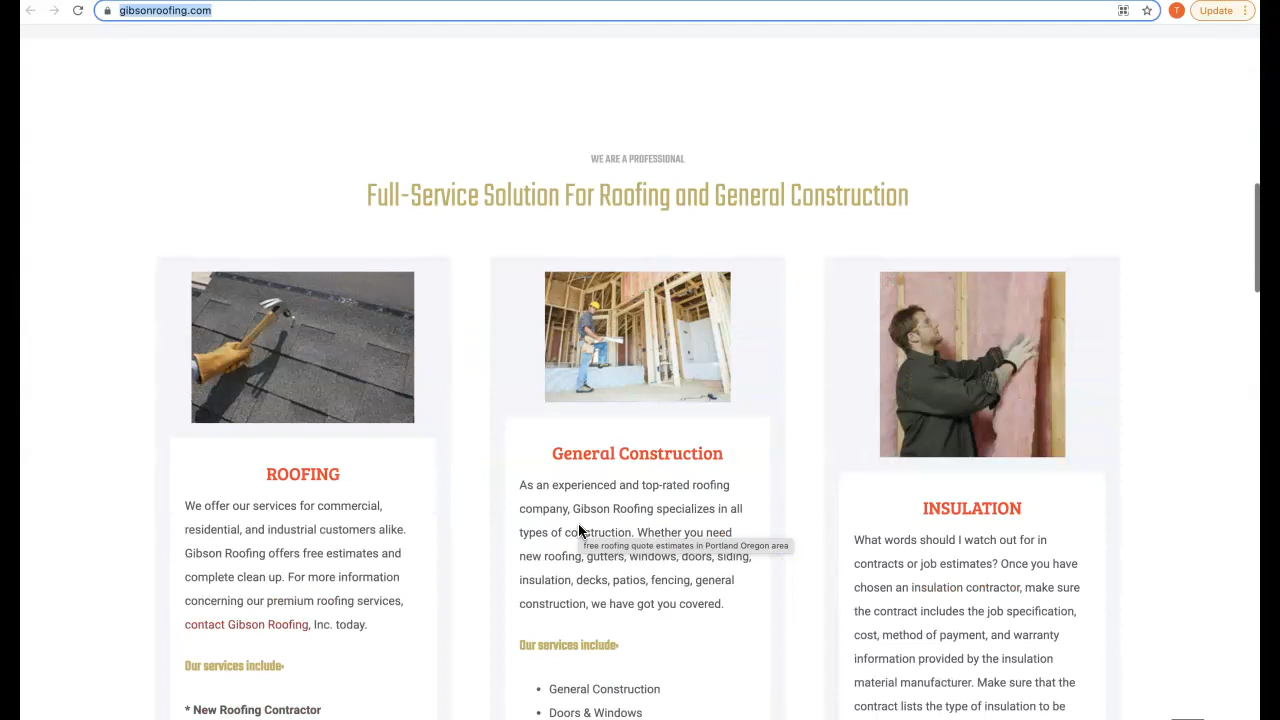 gibsonroofing.com
T
Update
WE ARE A PROFESSIONAL
Full-Service Solution For Roofing and General Construction
ROOFING
We offer our services for commercial,
residential, and industrial customers alike.
Gibson Roofing offers free estimates and
complete clean up. For more information
concerning our premium roofing services,
contact Gibson Roofing, Inc. today.
Our services include:
* New Roofing Contractor
General Construction
As an experienced and top-rated roofing
company, Gibson Roofing specializes in all
types of construction. Whether you need
free roofing quote estimates in Portland Oregon area
new roofing, gutters, windows, doors, siding,
insulation, decks, patios, fencing, general
construction, we have got you covered.
Our services include:
• General Construction
• Doors & Windows
INSULATION
What words should I watch out for in
contracts or job estimates? Once you have
chosen an insulation contractor, make sure
the contract includes the job specification,
cost, method of payment, and warranty
information provided by the insulation
material manufacturer. Make sure that the
contract lists the type of insulation to be